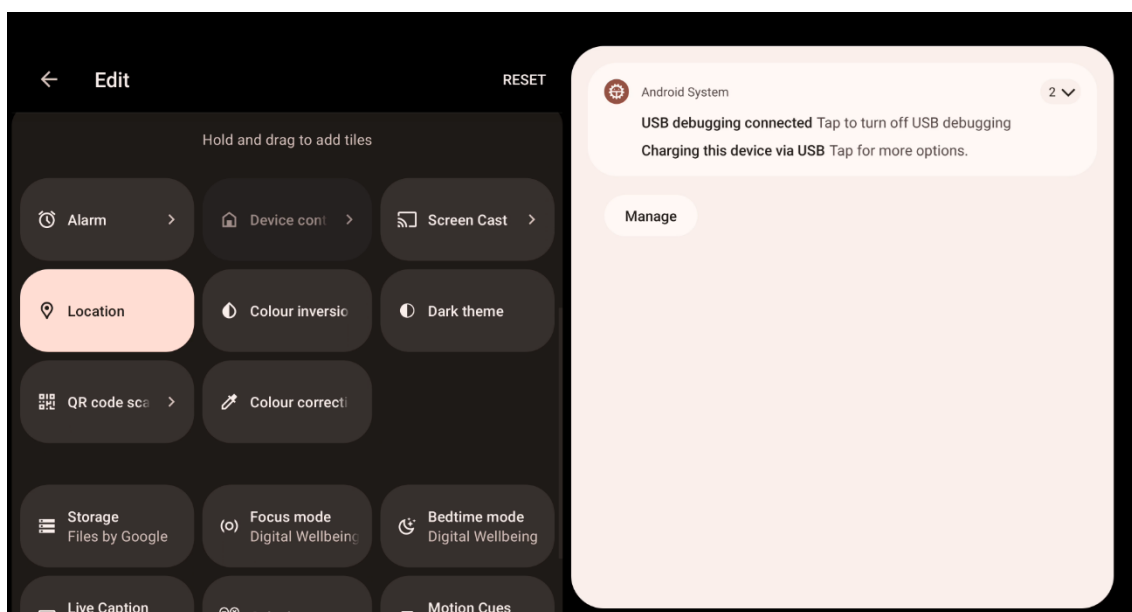 Edit
RESET
Hold and drag to add tiles
Alarm
Device cont
Screen Cast
Location
Colour inversio
Dark theme
QR code sca
Colour correcti
Storage
Files by Google
Focus mode
Digital Wellbeing
Bedtime mode
Digital Wellbeing
Live Caption
Motion Cues
Android System
2
USB debugging connected Tap to turn off USB debugging
Charging this device via USB Tap for more options.
Manage